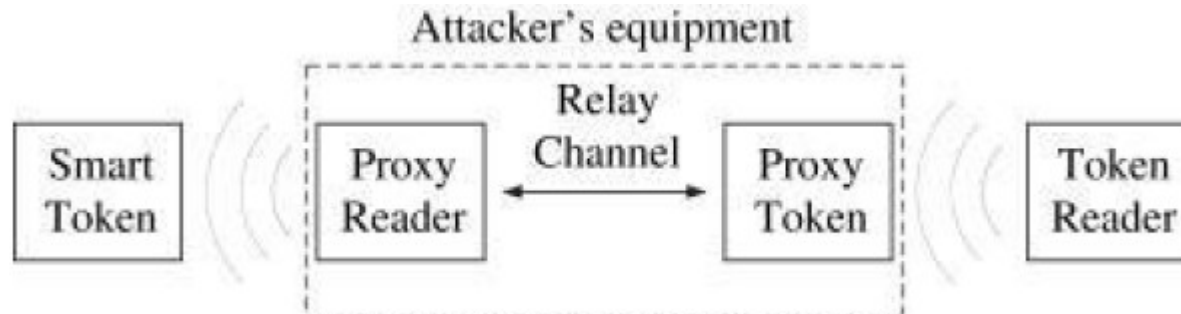 Attacker's equipment
Smart
Token
Proxy
Reader
Relay
Channel
Proxy
Token
Token
Reader